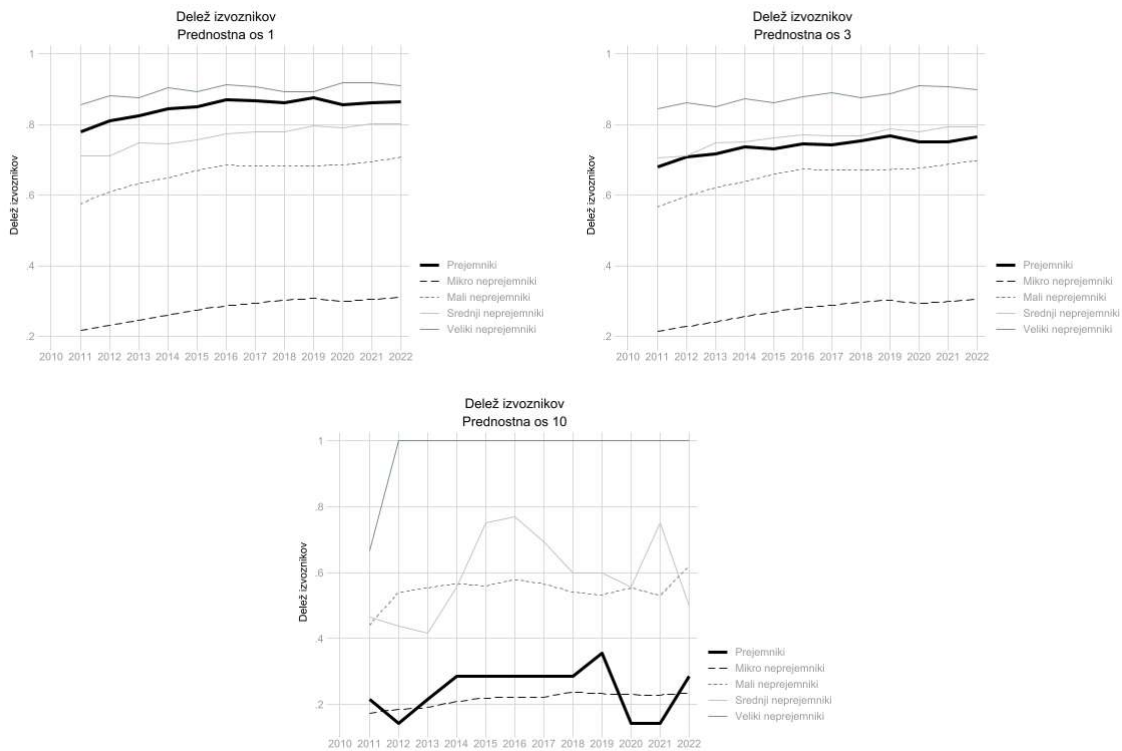 Delež izvoznikov
Prednostna os 1
Delež izvoznikov
1
.8
.6
.4
.2
2010 2011 2012 2013 2014 2015 2016 2017 2018 2019 2020 2021 2022
Prejemniki
Mikro neprejemniki
Mali neprejemniki
Srednji neprejemniki
Veliki neprejemniki
Delež izvoznikov
Prednostna os 3
Delež izvoznikov
1
.8
.6
.4
.2
2010 2011 2012 2013 2014 2015 2016 2017 2018 2019 2020 2021 2022
Prejemniki
Mikro neprejemniki
Mali neprejemniki
Srednji neprejemniki
Veliki neprejemniki
Delež izvoznikov
Prednostna os 10
Delež izvoznikov
1
.8
.6
.4
.2
2010 2011 2012 2013 2014 2015 2016 2017 2018 2019 2020 2021 2022
Prejemniki
Mikro neprejemniki
Mali neprejemniki
Srednji neprejemniki
Veliki neprejemniki